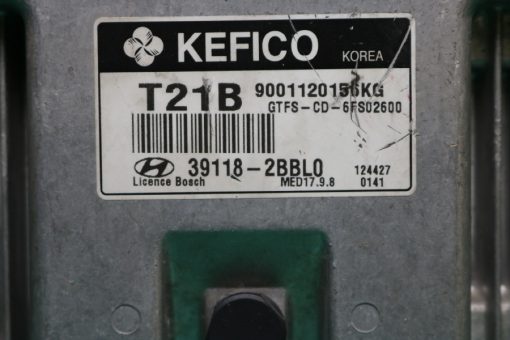 KEFICO KOREA
T21B 9001120156KG
GTFS-CD-6FS02600
39118-2BBL0 124427
Licence Bosch MED17.9.8 0141